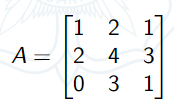 A = [1 2 1
2 4 3
0 3 1]